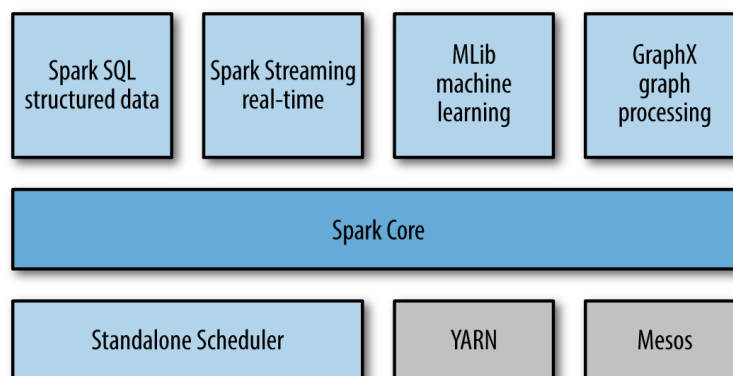 Spark SQL
structured data
Spark Streaming
real-time
MLib
machine
learning
GraphX
graph
processing
Spark Core
Standalone Scheduler
YARN
Mesos